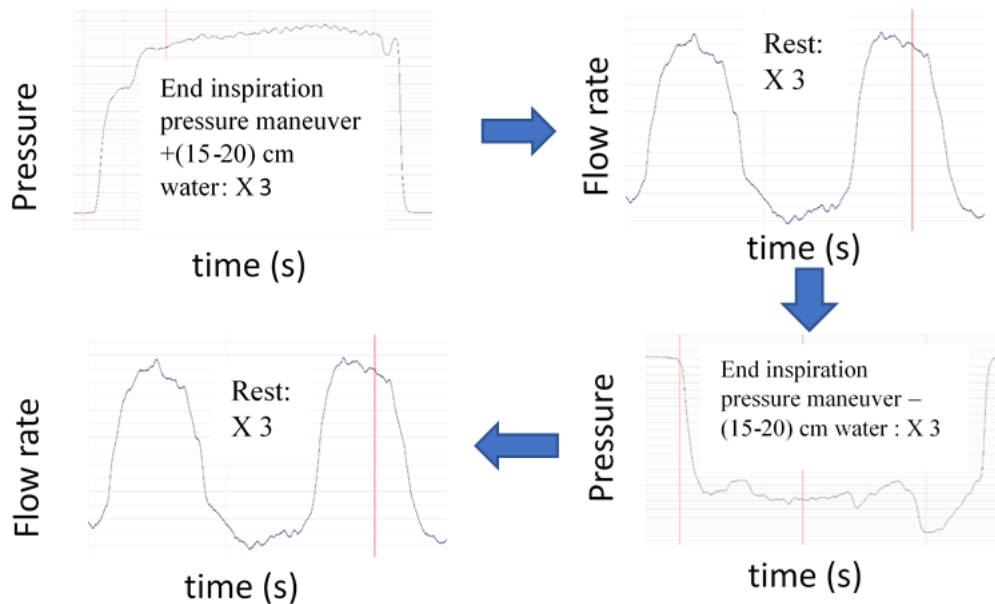 Pressure
End inspiration
pressure maneuver
+(15-20) cm
water: X 3
time (s)
Flow rate
Rest:
X 3
time (s)
Flow rate
Rest:
X 3
time (s)
Pressure
End inspiration
pressure maneuver –
(15-20) cm water : X 3
time (s)